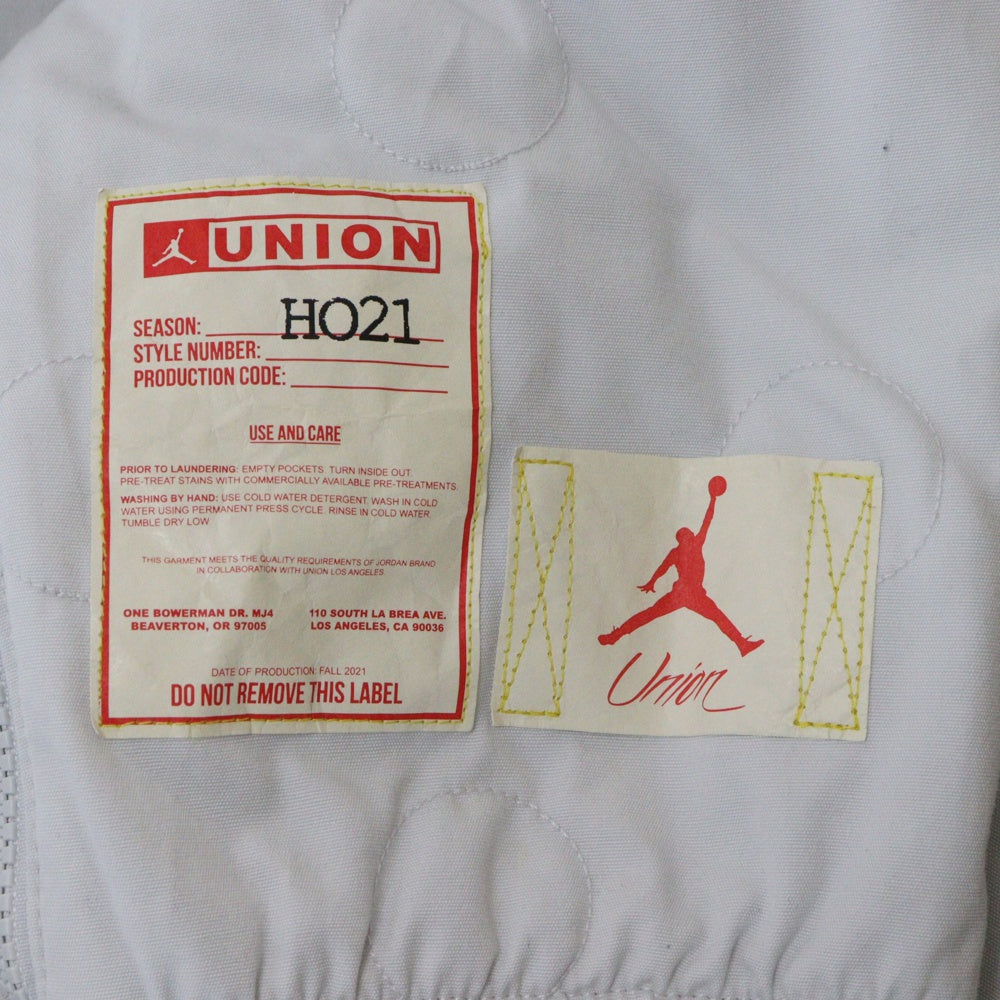 UNION
SEASON: HO21
STYLE NUMBER:
PRODUCTION CODE:
USE AND CARE
PRIOR TO LAUNDERING: EMPTY POCKETS. TURN INSIDE OUT.
PRE-TREAT STAINS WITH COMMERCIALLY AVAILABLE PRE-TREATMENTS.
WASHING BY HAND: USE COLD WATER DETERGENT. WASH IN COLD
WATER USING PERMANENT PRESS CYCLE. RINSE IN COLD WATER.
TUMBLE DRY LOW
THIS GARMENT MEETS THE QUALITY REQUIREMENTS OF JORDAN BRAND
IN COLLABORATION WITH UNION LOS ANGELES.
ONE BOWERMAN DR. MJ4
BEAVERTON, OR 97005
110 SOUTH LA BREA AVE.
LOS ANGELES, CA 90036
DATE OF PRODUCTION: FALL 2021
DO NOT REMOVE THIS LABEL
Union